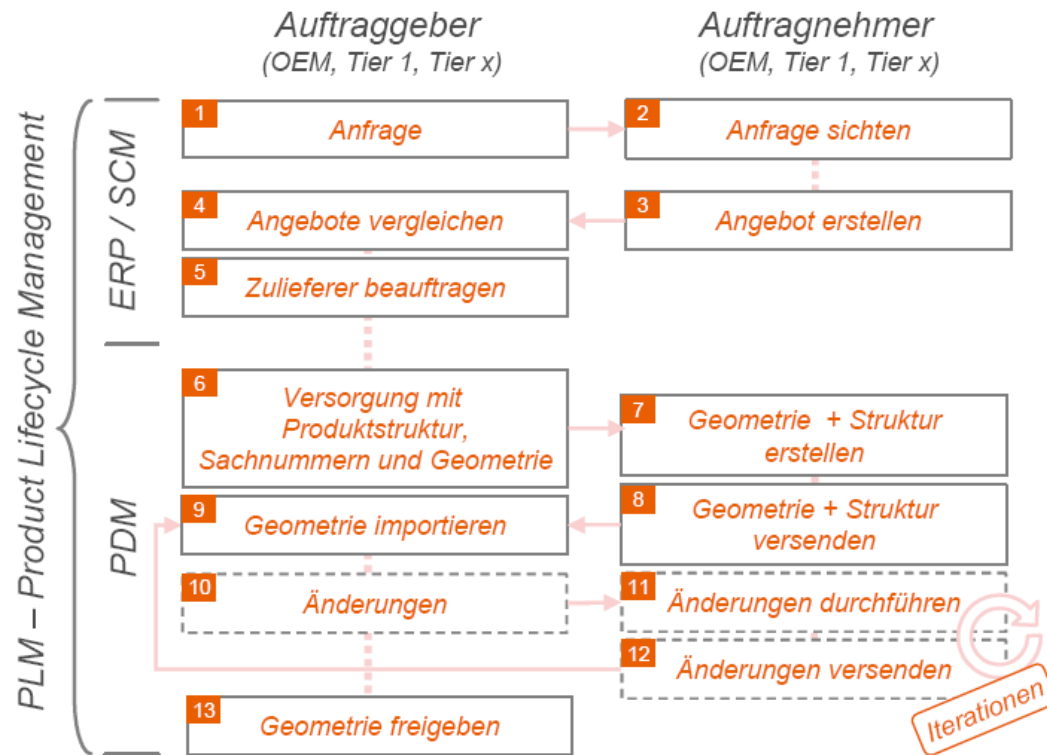 Auftraggeber
(OEM, Tier 1, Tier x)
Auftragnehmer
(OEM, Tier 1, Tier x)
PLM – Product Lifecycle Management
ERP / SCM
1
Anfrage
2
Anfrage sichten
4
Angebote vergleichen
3
Angebot erstellen
5
Zulieferer beauftragen
PDM
6
Versorgung mit
Produktstruktur,
Sachnummern und Geometrie
7
Geometrie + Struktur
erstellen
9
Geometrie importieren
8
Geometrie + Struktur
versenden
10
Änderungen
11
Änderungen durchführen
12
Änderungen versenden
Iterationen
13
Geometrie freigeben